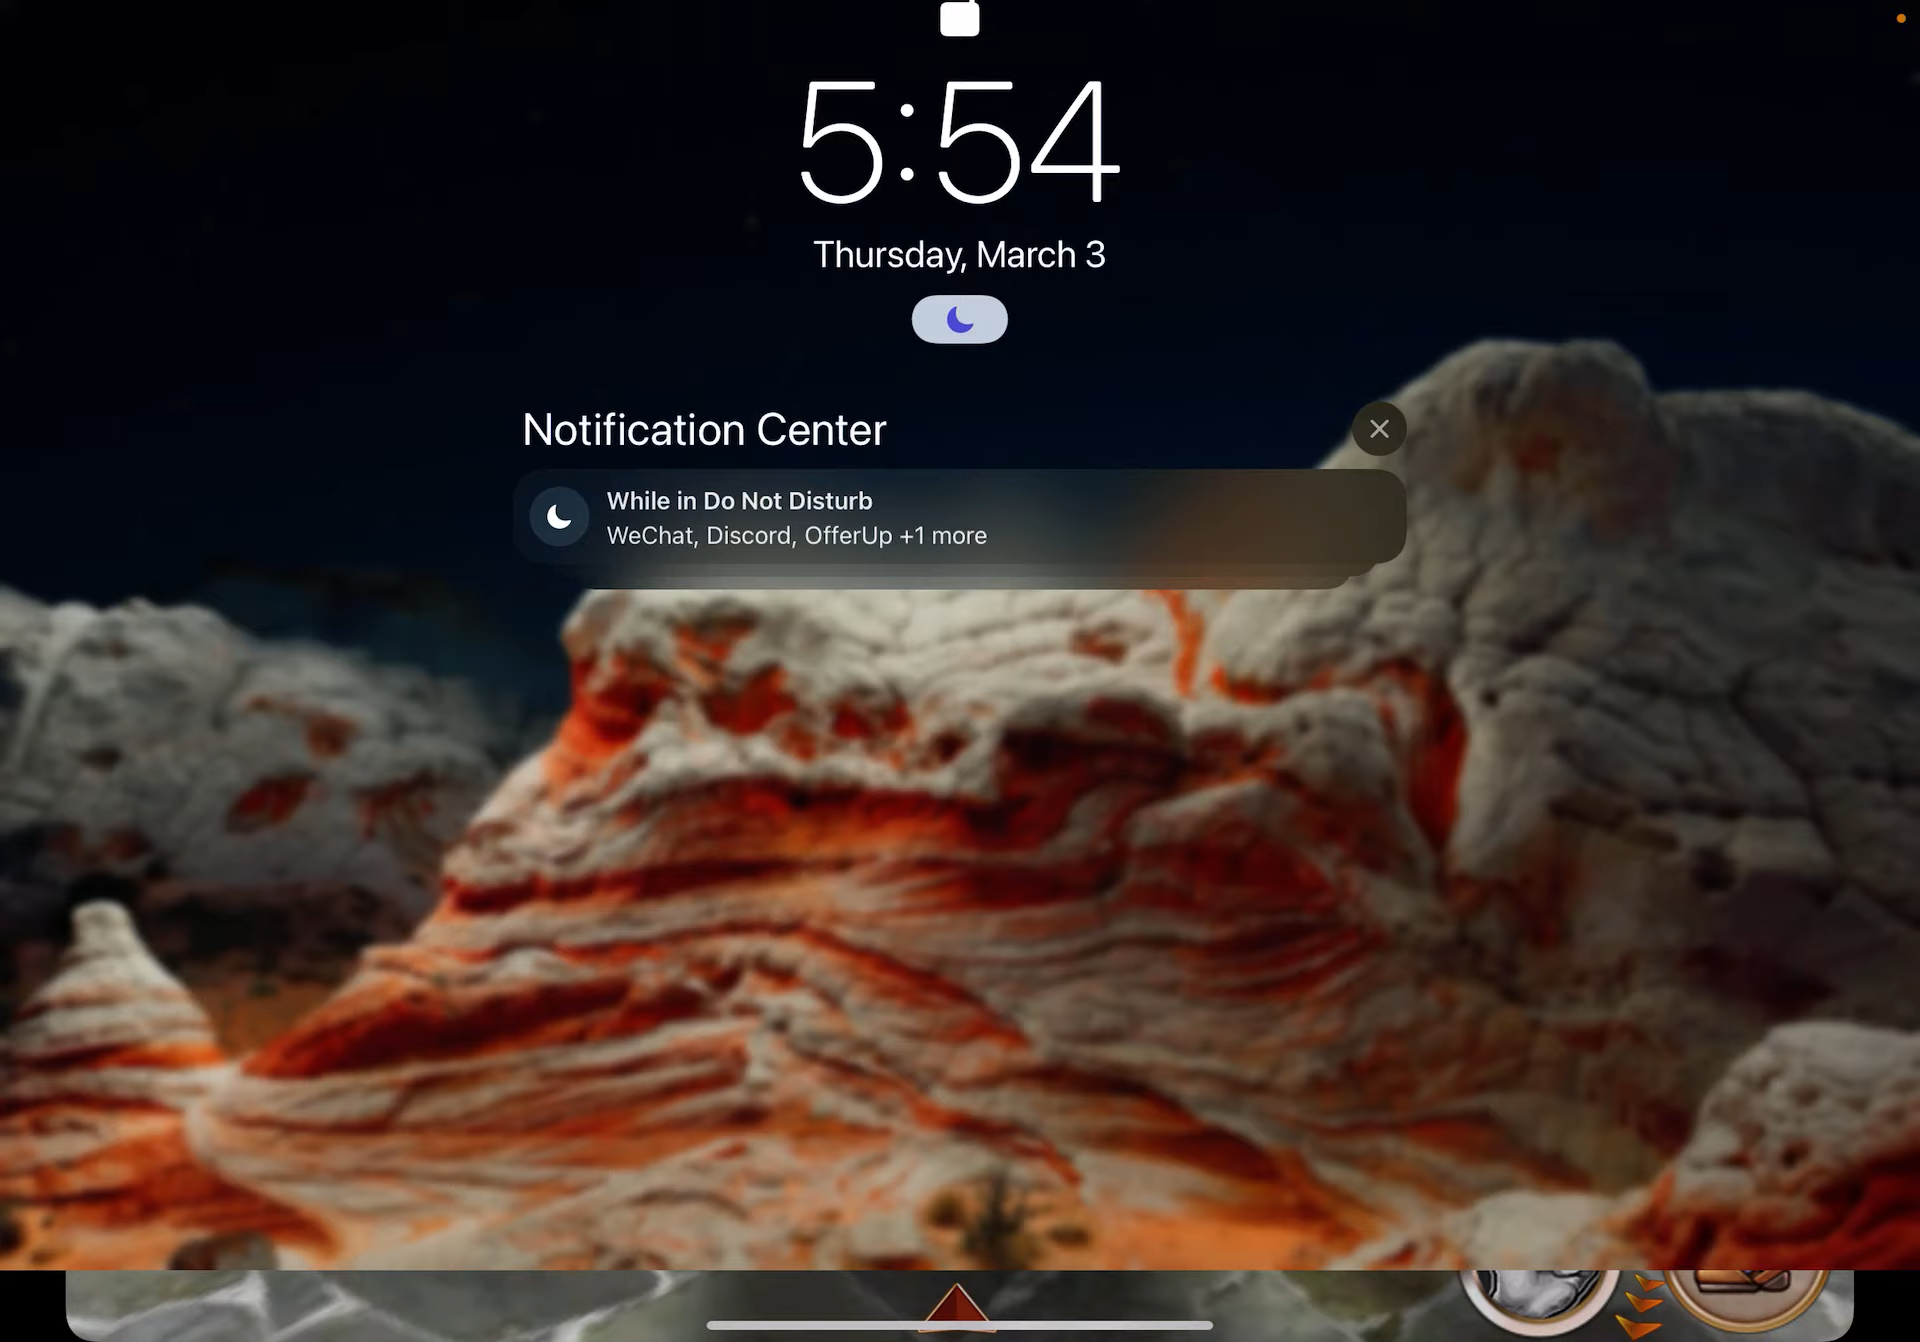 5:54
Thursday, March 3
Notification Center
While in Do Not Disturb
WeChat, Discord, OfferUp +1 more